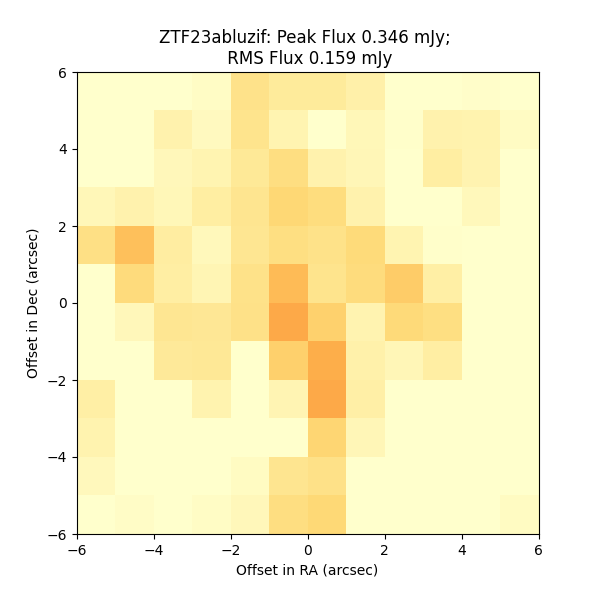 ZTF23abluzif: Peak Flux 0.346 mJy;
RMS Flux 0.159 mJy
6
4
2
0
−2
−4
−6
Offset in Dec (arcsec)
−6 −4 −2 0 2 4 6
Offset in RA (arcsec)